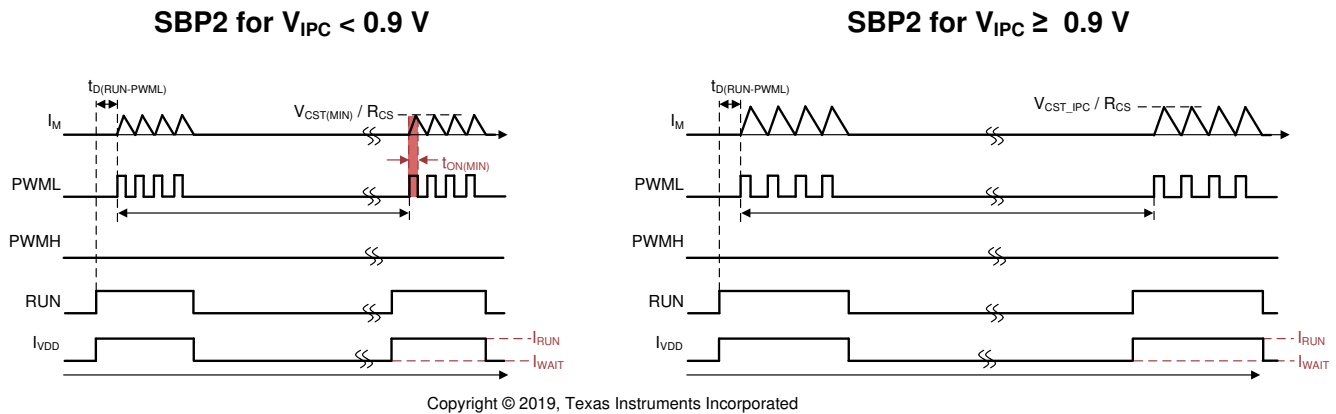 SBP2 for VIPC < 0.9 V
SBP2 for VIPC ≥ 0.9 V
tD(RUN-PWML)
VCST(MIN) / RCS
IM
tON(MIN)
PWML
PWMH
RUN
IVDD
IRUN
IWAIT
tD(RUN-PWML)
VCST_IPC / RCS
IM
PWML
PWMH
RUN
IVDD
IRUN
IWAIT
Copyright © 2019, Texas Instruments Incorporated